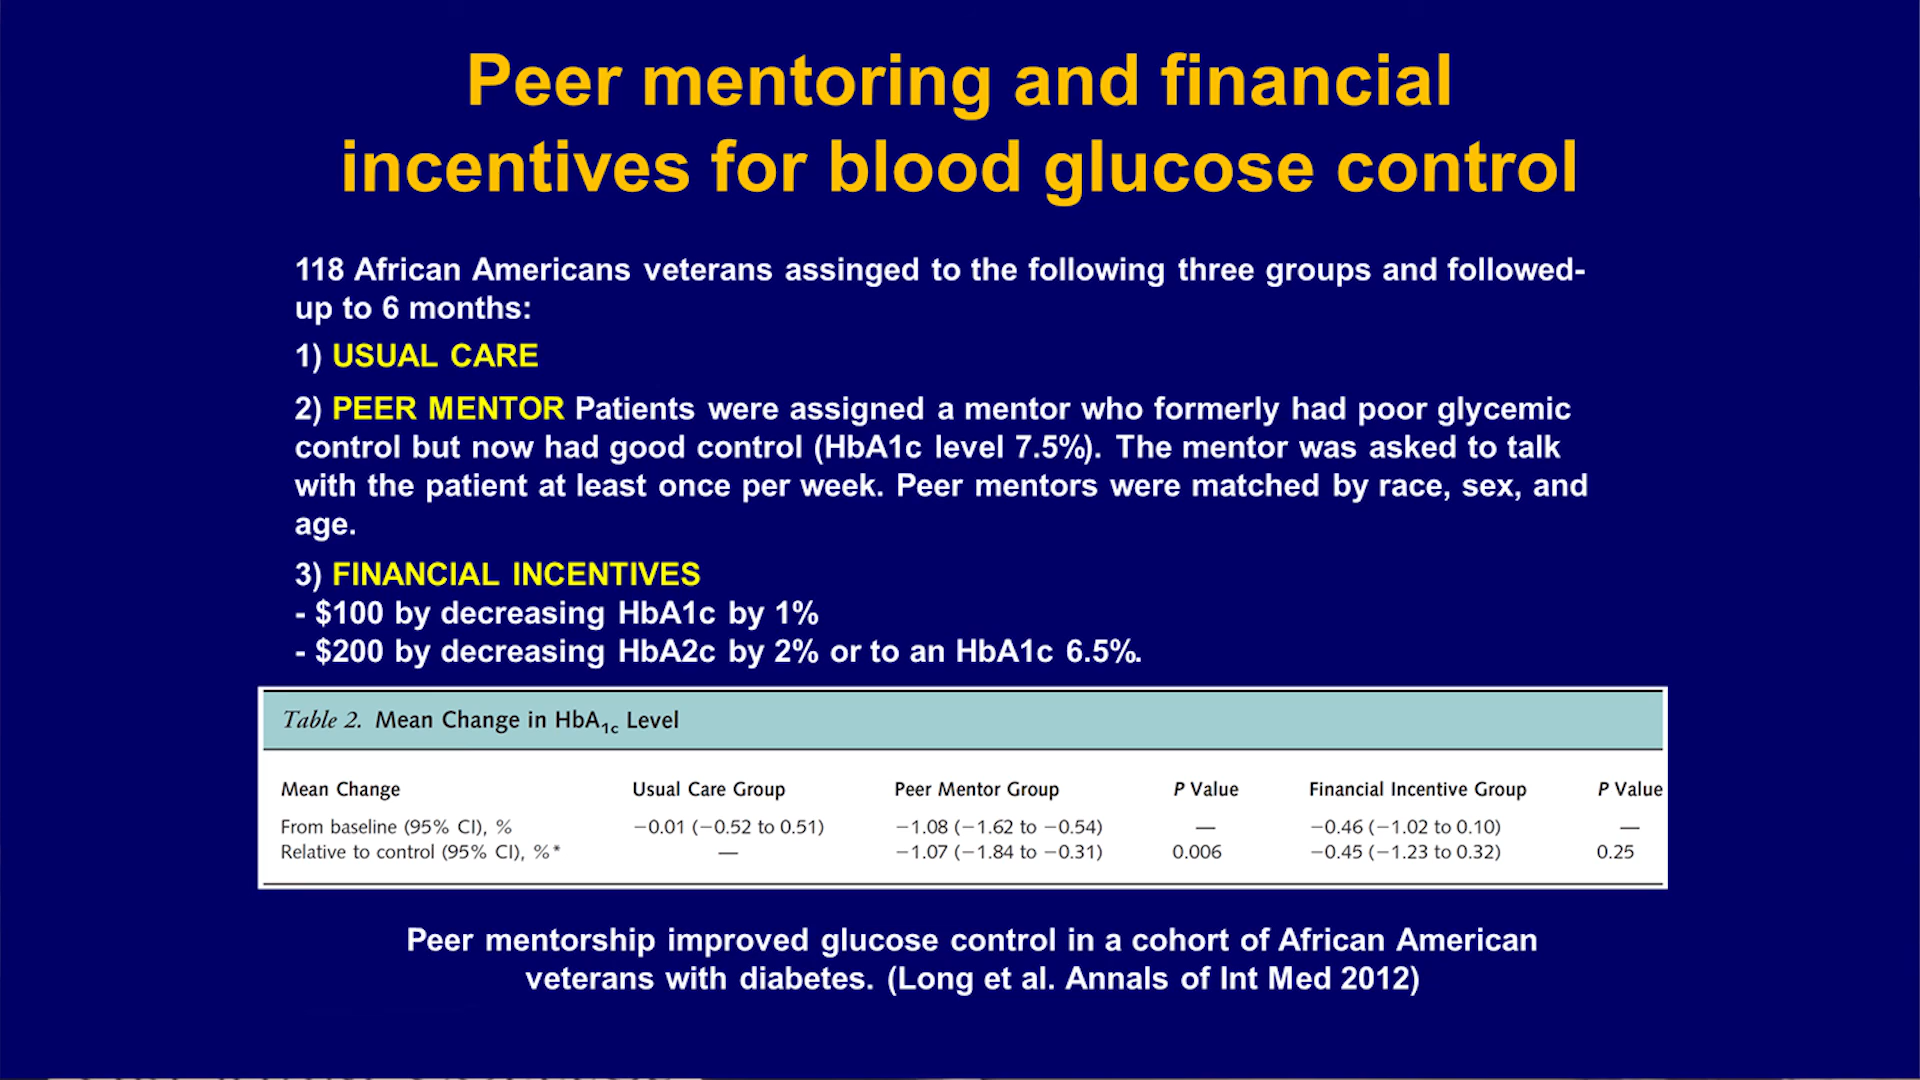 Peer mentoring and financial
incentives for blood glucose control
118 African Americans veterans assinged to the following three groups and followed-
up to 6 months:
1) USUAL CARE
2) PEER MENTOR Patients were assigned a mentor who formerly had poor glycemic
control but now had good control (HbA1c level 7.5%). The mentor was asked to talk
with the patient at least once per week. Peer mentors were matched by race, sex, and
age.
3) FINANCIAL INCENTIVES
- $100 by decreasing HbA1c by 1%
- $200 by decreasing HbA2c by 2% or to an HbA1c 6.5%.
Table 2. Mean Change in HbA1c Level
Mean Change Usual Care Group Peer Mentor Group P Value Financial Incentive Group P Value
From baseline (95% CI), % −0.01 (−0.52 to 0.51) −1.08 (−1.62 to −0.54) — −0.46 (−1.02 to 0.10) —
Relative to control (95% CI), %* — −1.07 (−1.84 to −0.31) 0.006 −0.45 (−1.23 to 0.32) 0.25
Peer mentorship improved glucose control in a cohort of African American
veterans with diabetes. (Long et al. Annals of Int Med 2012)